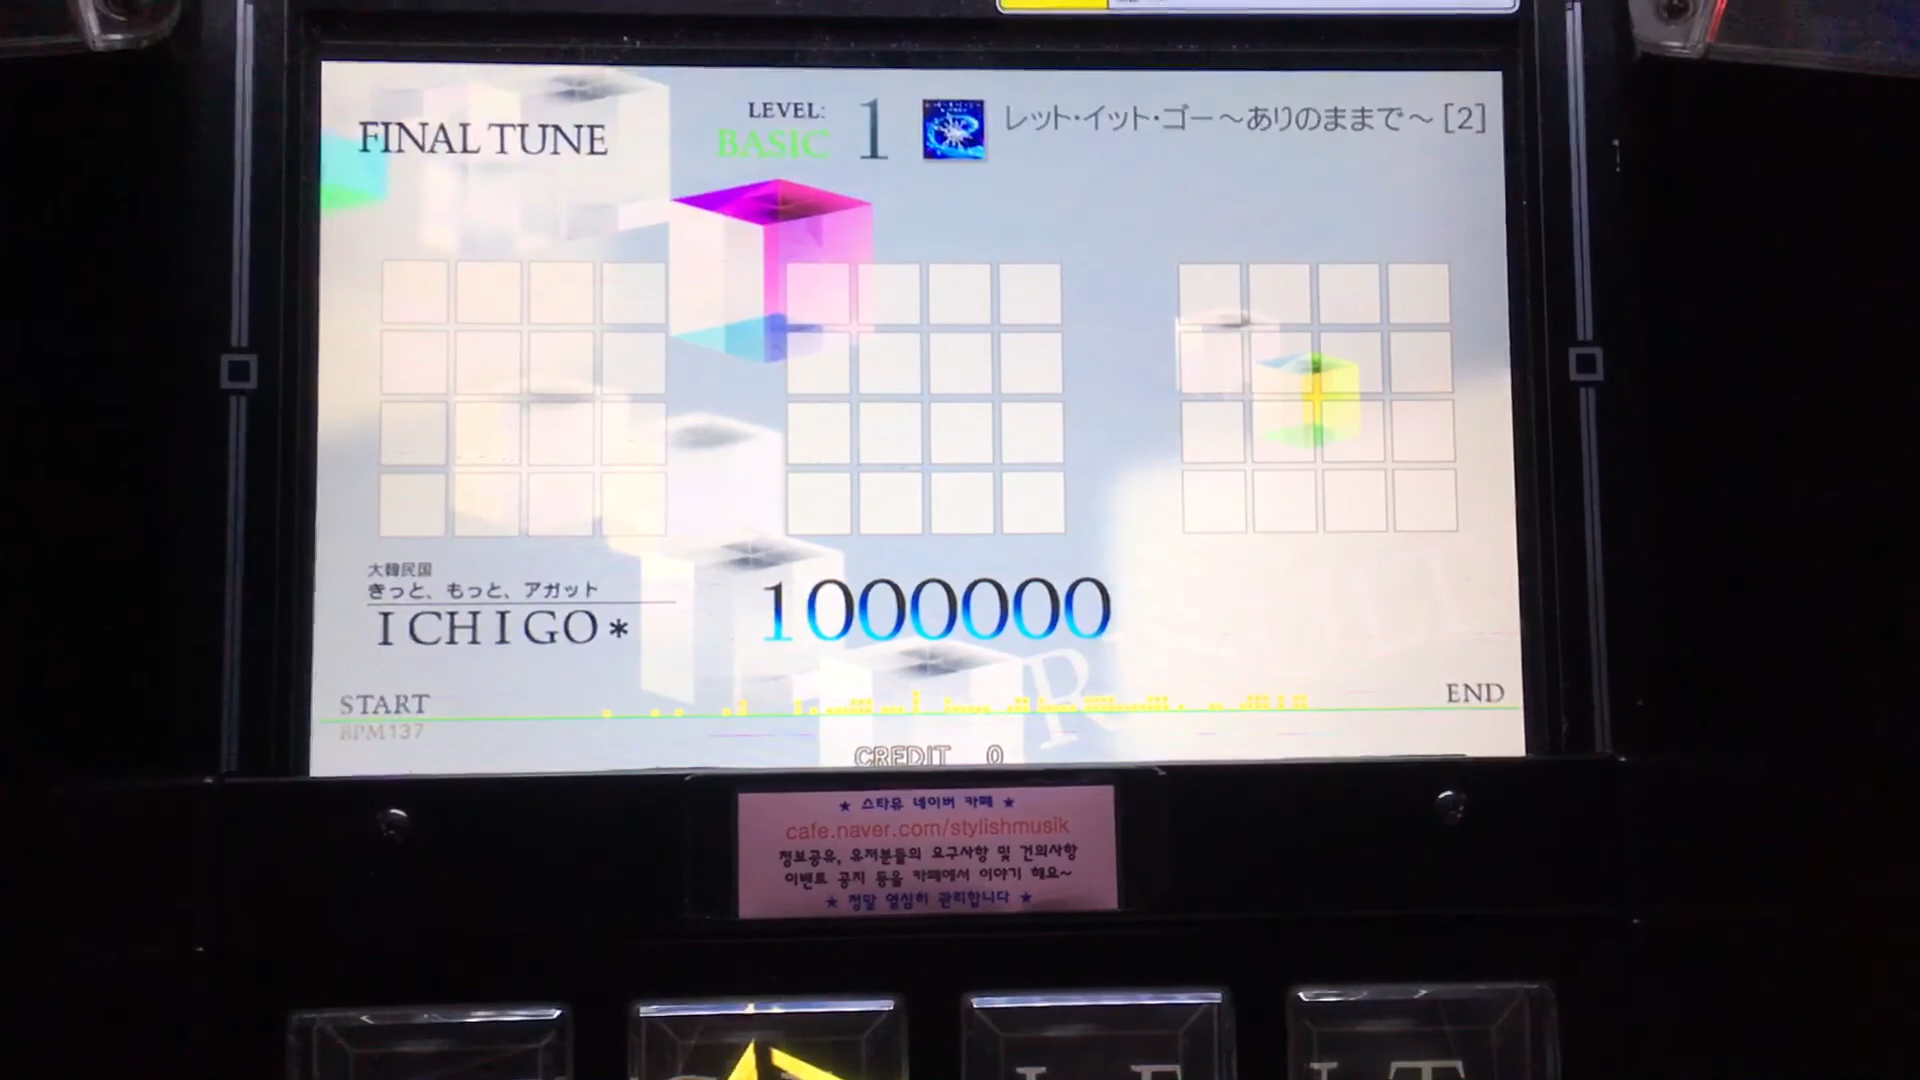 FINAL TUNE
LEVEL:
BASIC 1
レット・イット・ゴー～ありのままで～ [2]
大韓民国
きっと、もっと、アガット
ICHIGO*
1000000
START
END
BPM137
CREDIT 0
★ 스타뮤 네이버 카페 ★
cafe.naver.com/stylishmusik
정보공유, 유저분들의 요구사항 및 건의사항
이벤트 공지 등을 카페에서 이야기 해요~
★ 정말 열심히 관리합니다 ★